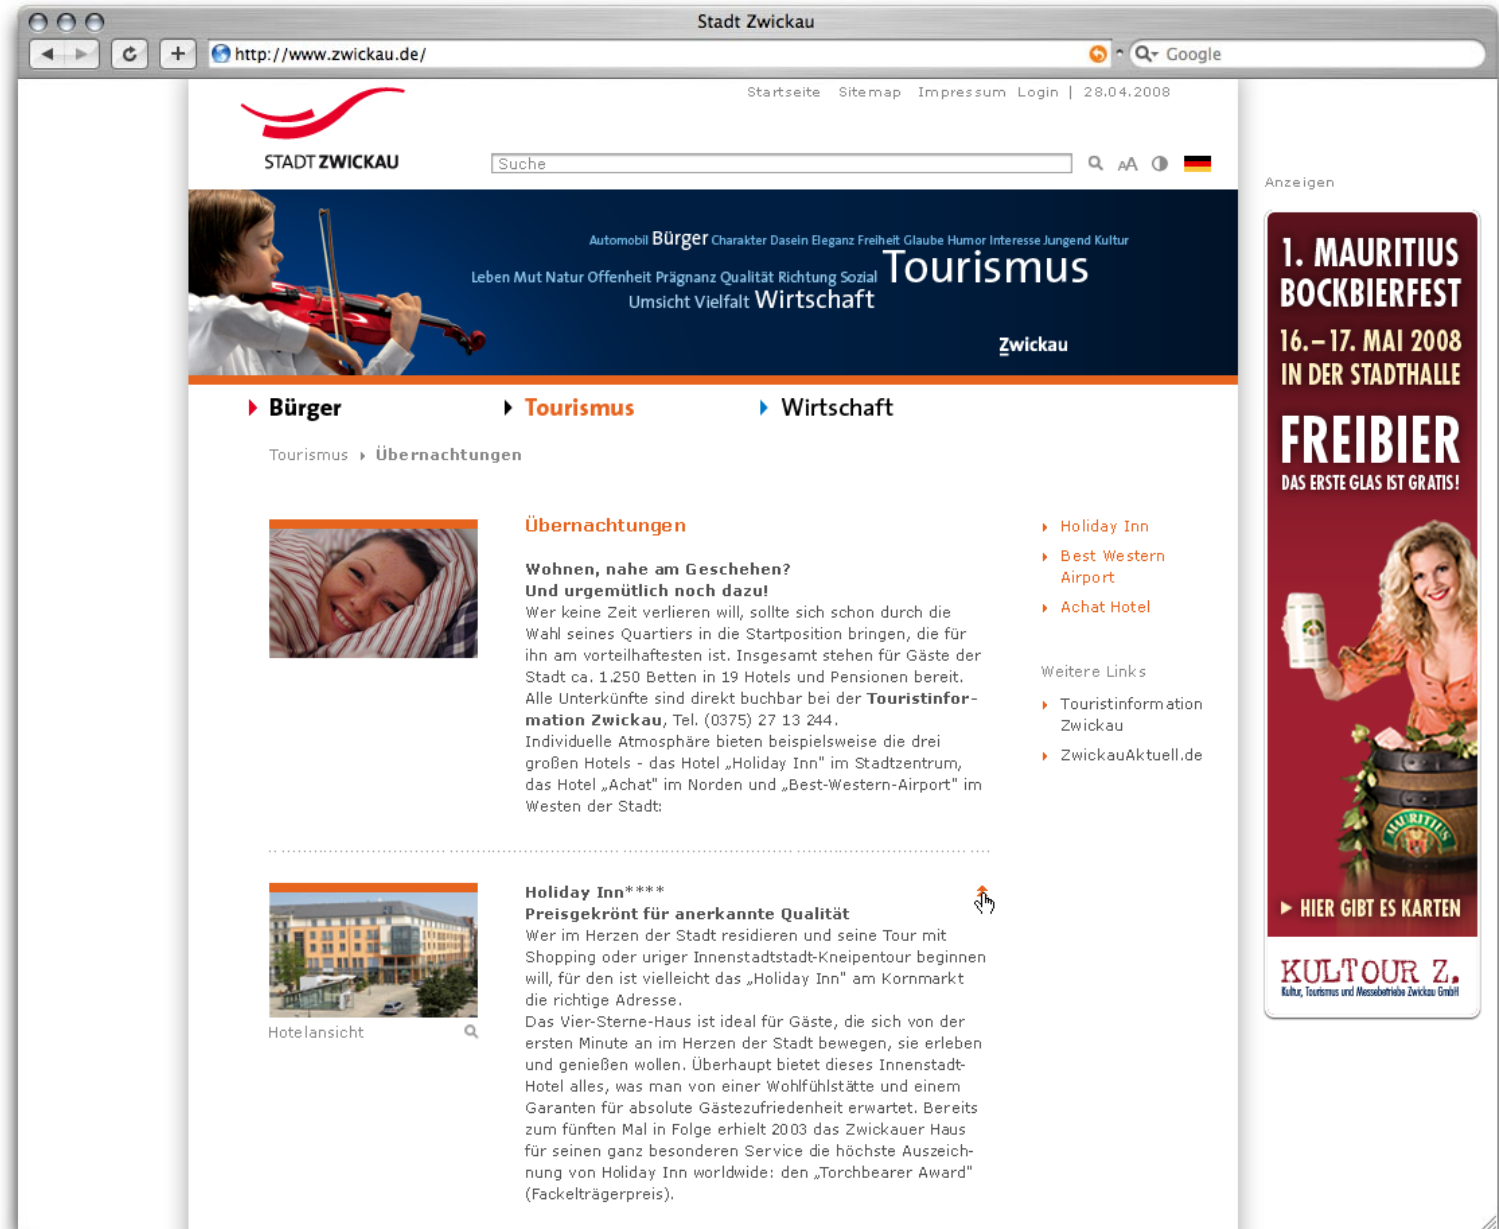 Stadt Zwickau
http://www.zwickau.de/
Google
Startseite Sitemap Impressum Login | 28.04.2008
STADT ZWICKAU
Suche
AA
Automobil Bürger Charakter Dasein Eleganz Freiheit Glaube Humor Interesse Jungend Kultur
Leben Mut Natur Offenheit Prägnanz Qualität Richtung Sozial Tourismus
Umsicht Vielfalt Wirtschaft
Zwickau
Bürger Tourismus Wirtschaft
Tourismus Übernachtungen
Übernachtungen
Wohnen, nahe am Geschehen?
Und urgemütlich noch dazu!
Wer keine Zeit verlieren will, sollte sich schon durch die
Wahl seines Quartiers in die Startposition bringen, die für
ihn am vorteilhaftesten ist. Insgesamt stehen für Gäste der
Stadt ca. 1.250 Betten in 19 Hotels und Pensionen bereit.
Alle Unterkünfte sind direkt buchbar bei der Touristinfor-
mation Zwickau, Tel. (0375) 27 13 244.
Individuelle Atmosphäre bieten beispielsweise die drei
großen Hotels - das Hotel „Holiday Inn" im Stadtzentrum,
das Hotel „Achat" im Norden und „Best-Western-Airport" im
Westen der Stadt:
Holiday Inn****
Preisgekrönt für anerkannte Qualität
Wer im Herzen der Stadt residieren und seine Tour mit
Shopping oder uriger Innenstadtstadt-Kneipentour beginnen
will, für den ist vielleicht das „Holiday Inn" am Kornmarkt
die richtige Adresse.
Das Vier-Sterne-Haus ist ideal für Gäste, die sich von der
ersten Minute an im Herzen der Stadt bewegen, sie erleben
und genießen wollen. Überhaupt bietet dieses Innenstadt-
Hotel alles, was man von einer Wohlfühlstätte und einem
Garanten für absolute Gästezufriedenheit erwartet. Bereits
zum fünften Mal in Folge erhielt 2003 das Zwickauer Haus
für seinen ganz besonderen Service die höchste Auszeich-
nung von Holiday Inn worldwide: den „Torchbearer Award"
(Fackelträgerpreis).
Hotelansicht
Holiday Inn
Best Western
Airport
Achat Hotel
Weitere Links
Touristinformation
Zwickau
ZwickauAktuell.de
Anzeigen
1. MAURITIUS
BOCKBIERFEST
16.–17. MAI 2008
IN DER STADTHALLE
FREIBIER
DAS ERSTE GLAS IST GRATIS!
MAURITIUS
HIER GIBT ES KARTEN
KULTOUR Z.
Kultur, Tourismus und Messebetriebe Zwickau GmbH